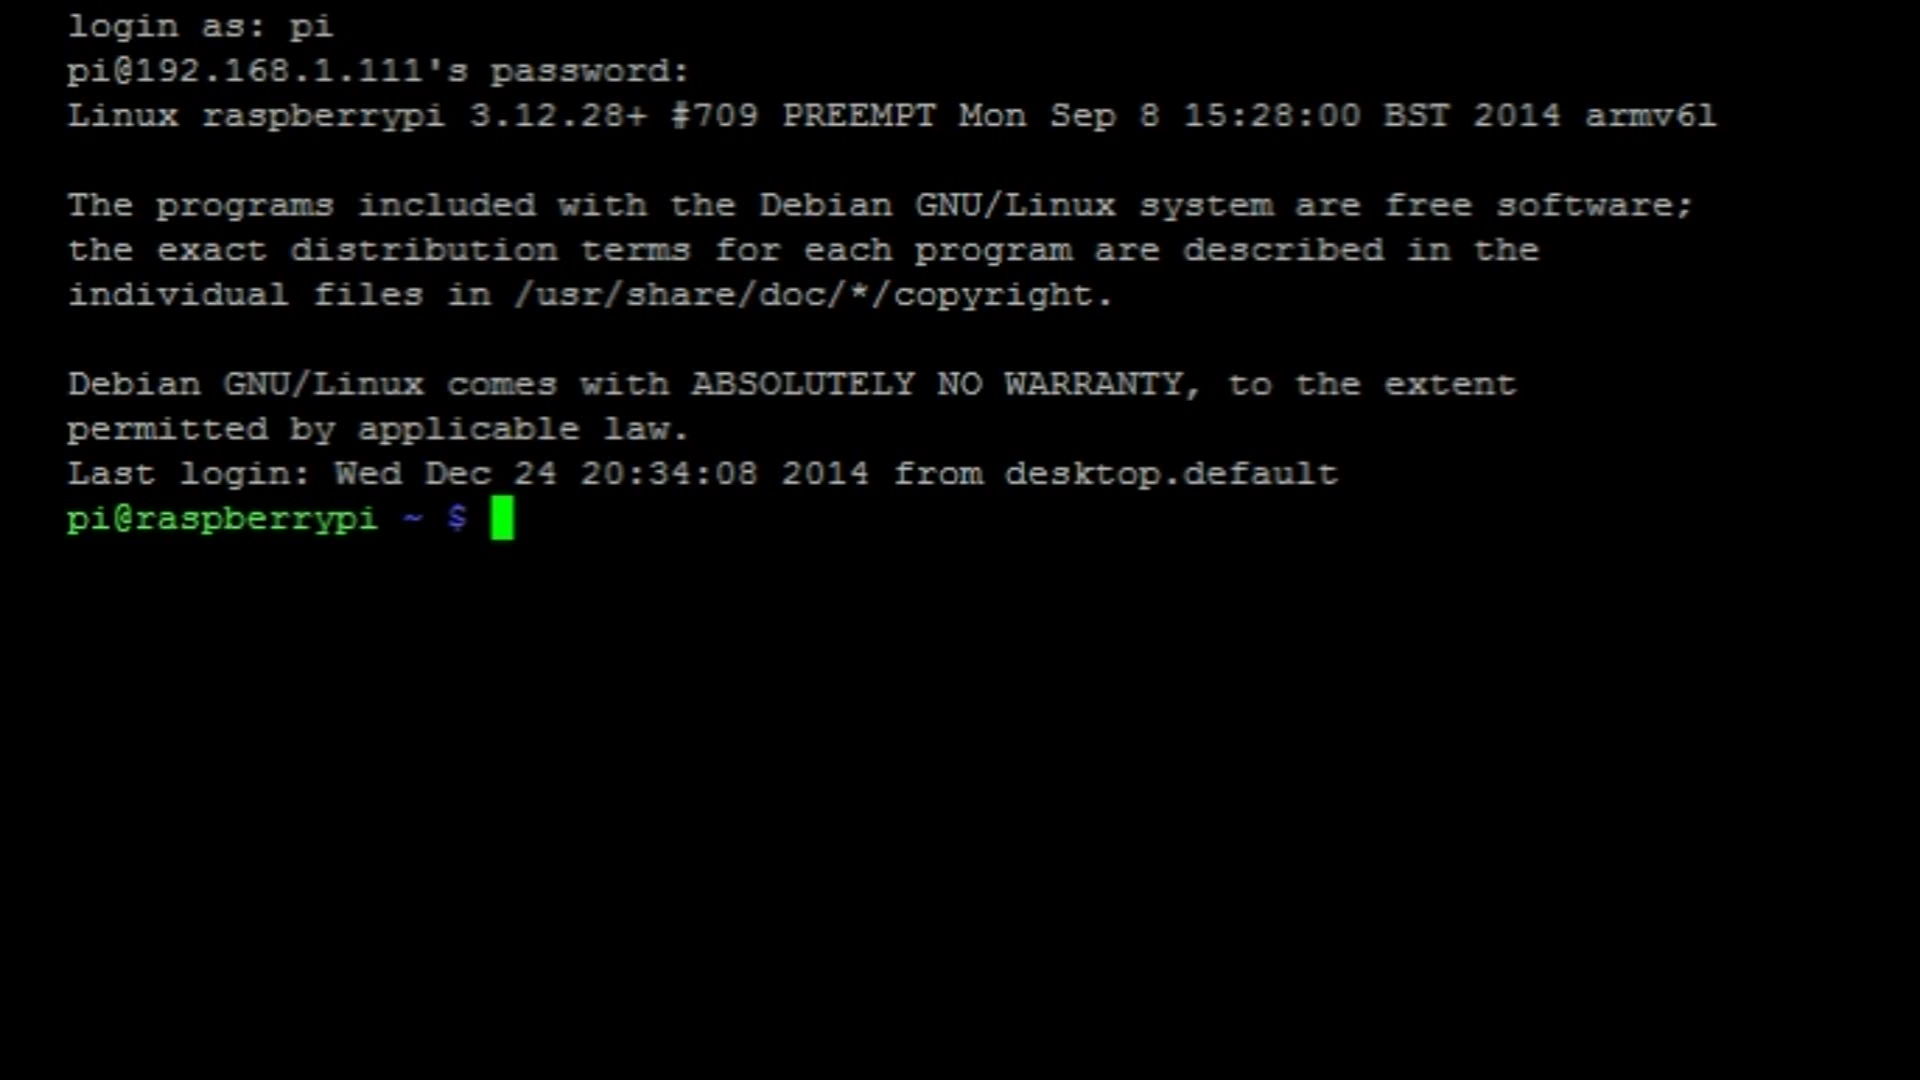 login as: pi
pi@192.168.1.111's password:
Linux raspberrypi 3.12.28+ #709 PREEMPT Mon Sep 8 15:28:00 BST 2014 armv6l
The programs included with the Debian GNU/Linux system are free software;
the exact distribution terms for each program are described in the
individual files in /usr/share/doc/*/copyright.
Debian GNU/Linux comes with ABSOLUTELY NO WARRANTY, to the extent
permitted by applicable law.
Last login: Wed Dec 24 20:34:08 2014 from desktop.default
pi@raspberrypi ~ $